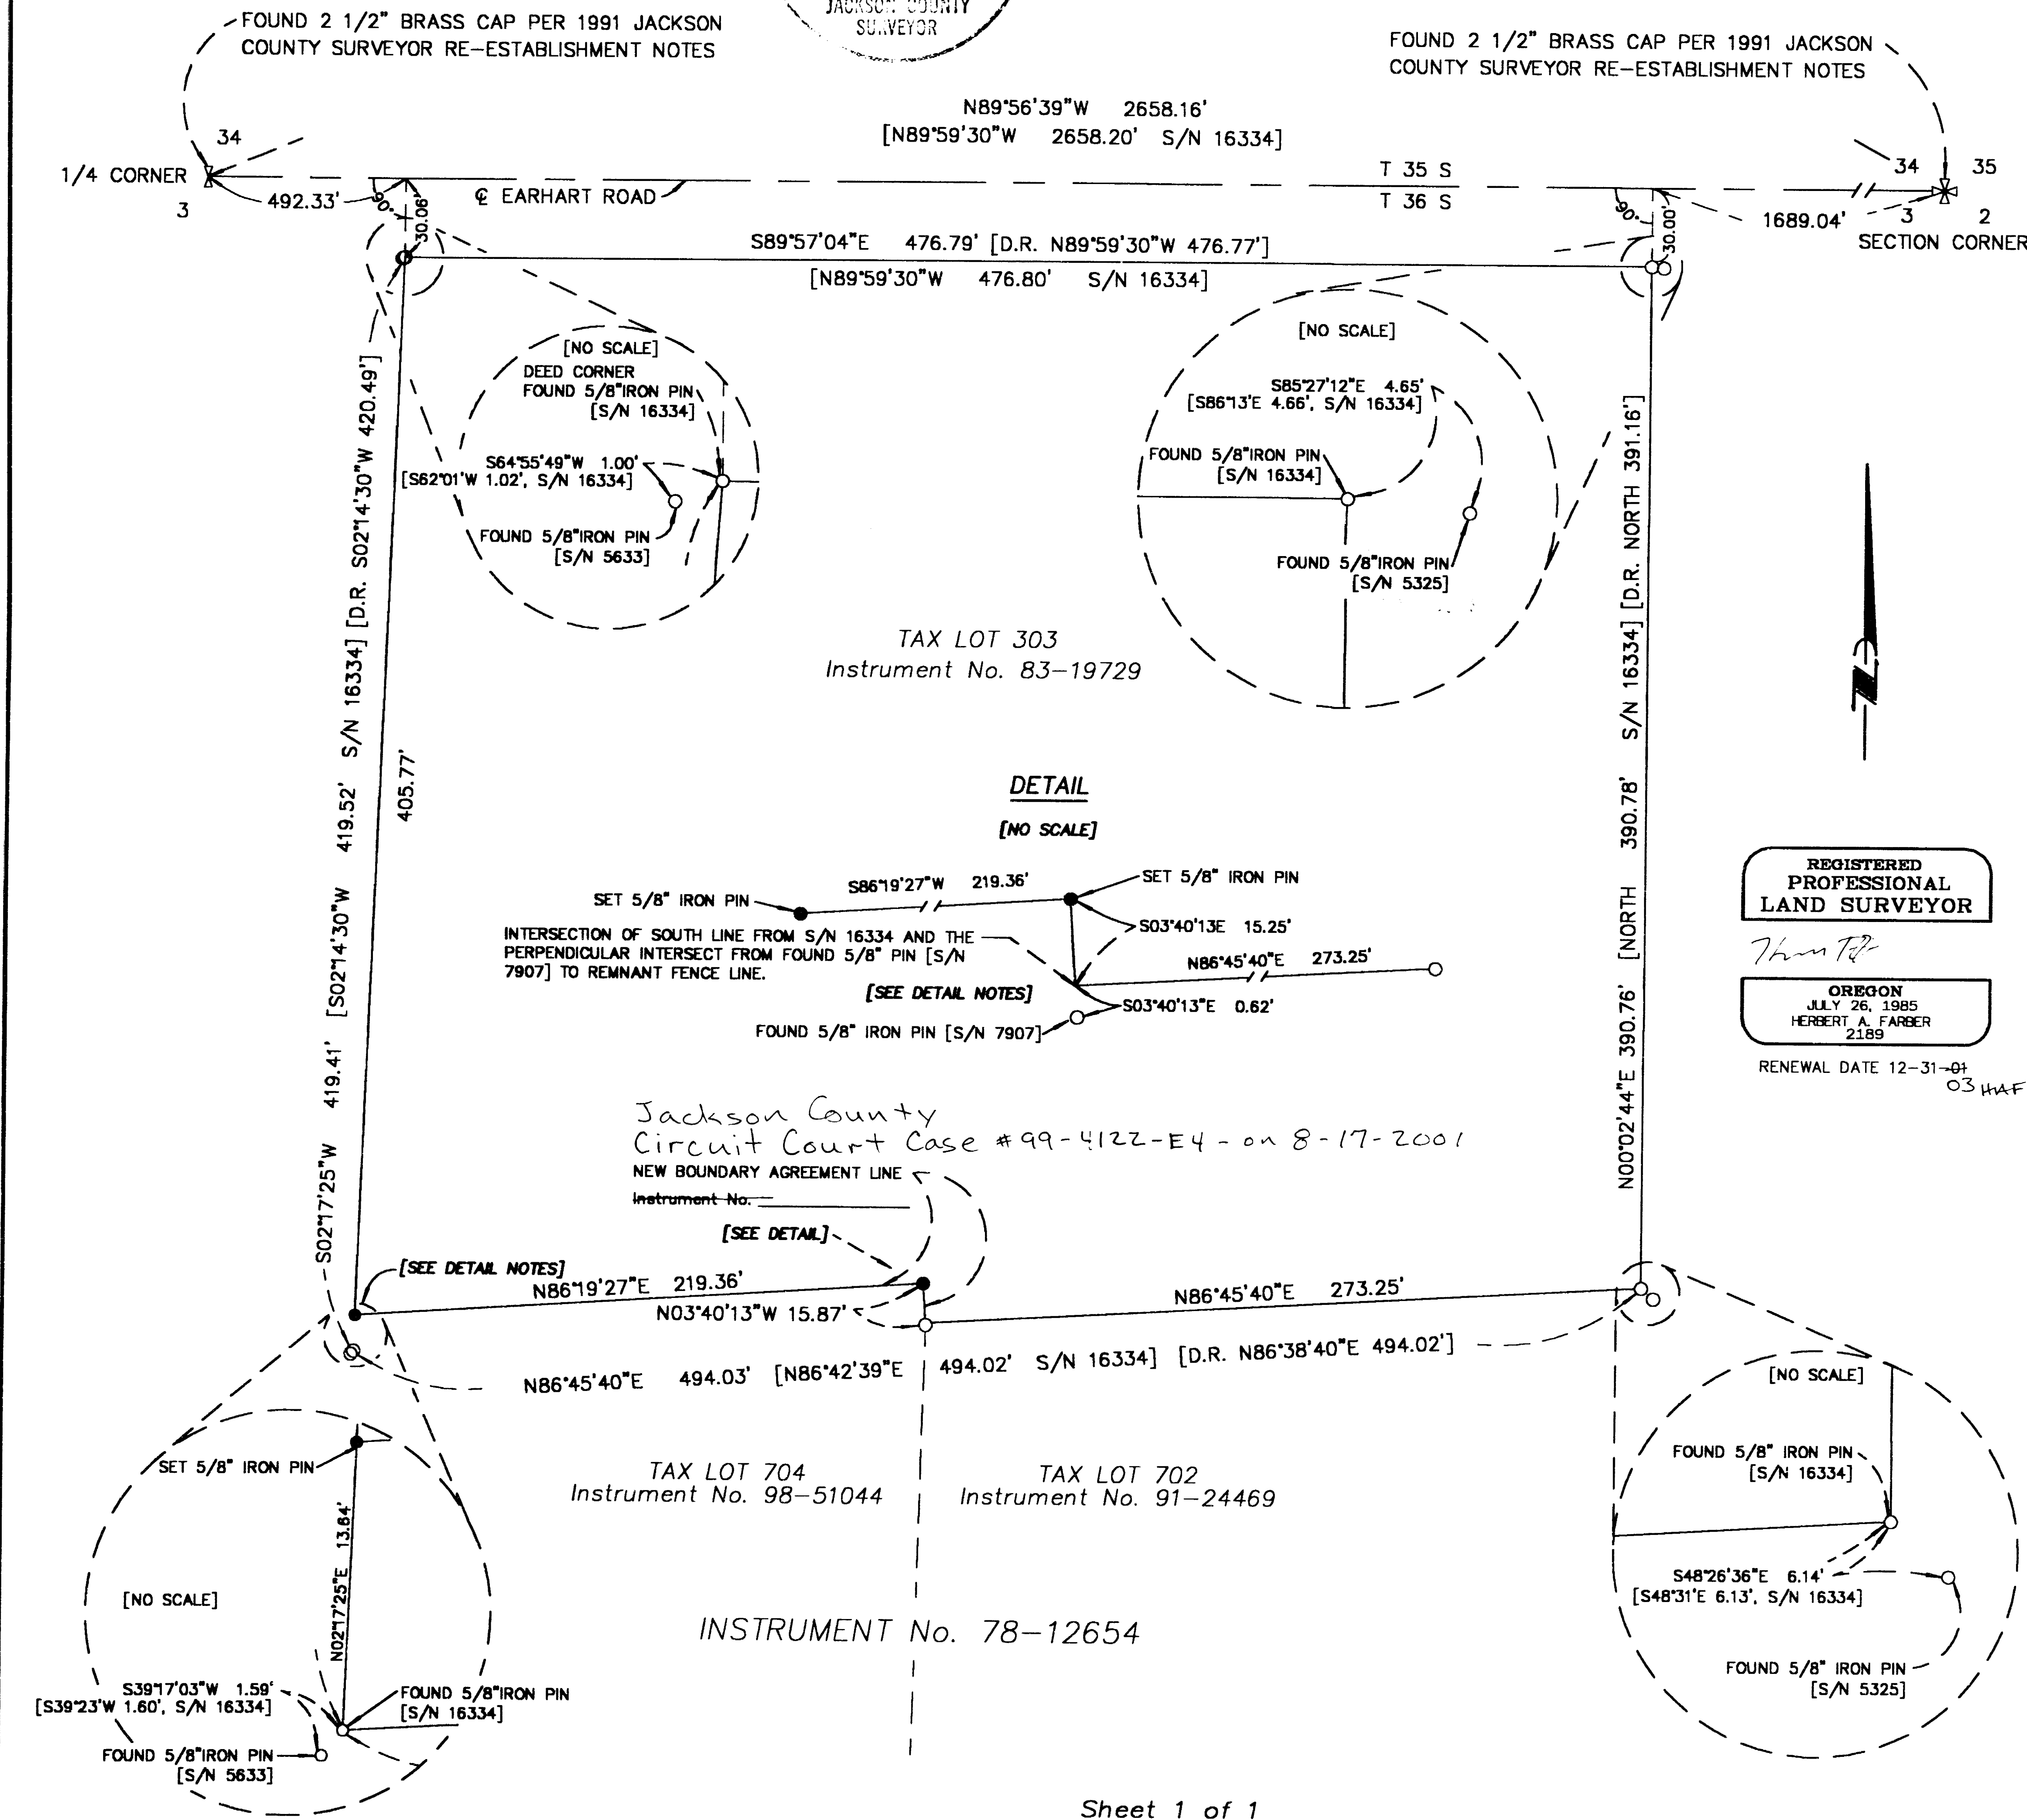 JACKSON COUNTY
SURVEYOR
FOUND 2 1/2" BRASS CAP PER 1991 JACKSON
COUNTY SURVEYOR RE-ESTABLISHMENT NOTES
FOUND 2 1/2" BRASS CAP PER 1991 JACKSON
COUNTY SURVEYOR RE-ESTABLISHMENT NOTES
N89°56'39"W 2658.16'
[N89°59'30"W 2658.20' S/N 16334]
34
1/4 CORNER
3
492.33'
90°
30.06'
℄ EARHART ROAD
T 35 S
T 36 S
34 35
3 2
SECTION CORNER
1689.04'
90°
30.00'
S89°57'04"E 476.79' [D.R. N89°59'30"W 476.77']
[N89°59'30"W 476.80' S/N 16334]
[NO SCALE]
DEED CORNER
FOUND 5/8"IRON PIN
[S/N 16334]
S64°55'49"W 1.00'
[S62°01'W 1.02', S/N 16334]
FOUND 5/8"IRON PIN
[S/N 5633]
[NO SCALE]
S85°27'12"E 4.65'
[S86°13'E 4.66', S/N 16334]
FOUND 5/8"IRON PIN
[S/N 16334]
FOUND 5/8"IRON PIN
[S/N 5325]
S02°17'25"W 419.41' [S02°14'30"W 419.52' S/N 16334] [D.R. S02°14'30"W 420.49']
405.77'
N00°02'44"E 390.76' [NORTH 390.78' S/N 16334] [D.R. NORTH 391.16']
TAX LOT 303
Instrument No. 83-19729
DETAIL
[NO SCALE]
SET 5/8" IRON PIN
S86°19'27"W 219.36'
SET 5/8" IRON PIN
S03°40'13E 15.25'
INTERSECTION OF SOUTH LINE FROM S/N 16334 AND THE
PERPENDICULAR INTERSECT FROM FOUND 5/8" PIN [S/N
7907] TO REMNANT FENCE LINE.
N86°45'40"E 273.25'
[SEE DETAIL NOTES]
S03°40'13"E 0.62'
FOUND 5/8" IRON PIN [S/N 7907]
REGISTERED
PROFESSIONAL
LAND SURVEYOR
OREGON
JULY 26, 1985
HERBERT A. FARBER
2189
RENEWAL DATE 12-31-01
03 HAF
Jackson County
Circuit Court Case #99-4122-E4 - on 8-17-2001
NEW BOUNDARY AGREEMENT LINE
Instrument No.
[SEE DETAIL]
[SEE DETAIL NOTES]
N86°19'27"E 219.36'
N03°40'13"W 15.87'
N86°45'40"E 273.25'
N86°45'40"E 494.03' [N86°42'39"E 494.02' S/N 16334] [D.R. N86°38'40"E 494.02']
SET 5/8" IRON PIN
N02°17'25"E 13.64'
[NO SCALE]
S39°17'03"W 1.59'
[S39°23'W 1.60', S/N 16334]
FOUND 5/8"IRON PIN
[S/N 16334]
FOUND 5/8"IRON PIN
[S/N 5633]
TAX LOT 704
Instrument No. 98-51044
TAX LOT 702
Instrument No. 91-24469
INSTRUMENT No. 78-12654
[NO SCALE]
FOUND 5/8" IRON PIN
[S/N 16334]
S48°26'36"E 6.14'
[S48°31'E 6.13', S/N 16334]
FOUND 5/8" IRON PIN
[S/N 5325]
Sheet 1 of 1